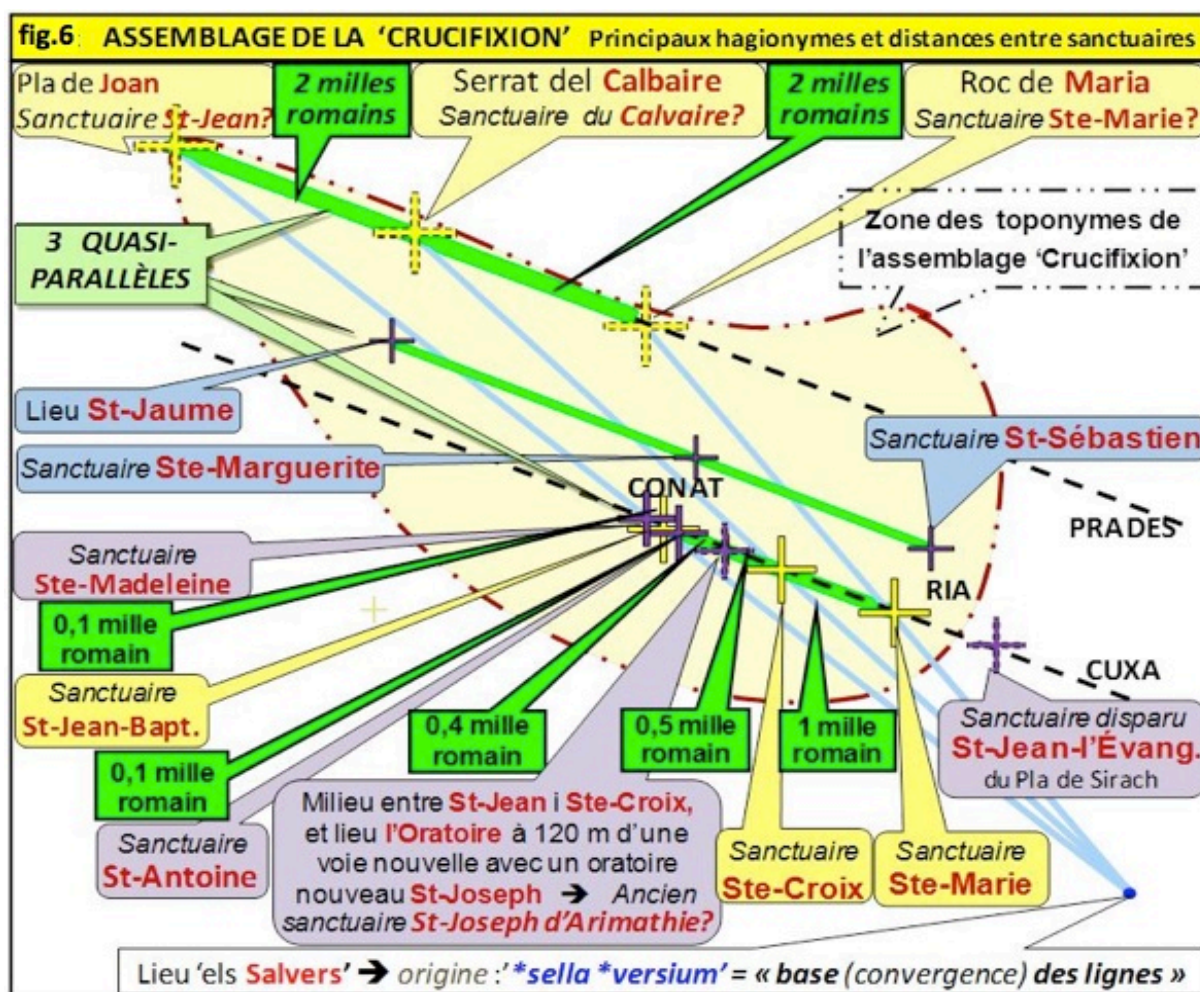 fig.6 ASSEMBLAGE DE LA ‘CRUCIFIXION’ Principaux hagionymes et distances entre sanctuaires
Pla de Joan
Sanctuaire St-Jean?
2 milles
romains
Serrat del Calbaire
Sanctuaire du Calvaire?
2 milles
romains
Roc de Maria
Sanctuaire Ste-Marie?
Zone des toponymes de
l’assemblage ‘Crucifixion’
3 QUASI-
PARALLÈLES
Lieu St-Jaume
Sanctuaire Ste-Marguerite
Sanctuaire St-Sébastien
CONAT
PRADES
RIA
CUXA
Sanctuaire
Ste-Madeleine
0,1 mille
romain
Sanctuaire
St-Jean-Bapt.
0,1 mille
romain
Sanctuaire
St-Antoine
0,4 mille
romain
0,5 mille
romain
1 mille
romain
Milieu entre St-Jean i Ste-Croix,
et lieu l’Oratoire à 120 m d’une
voie nouvelle avec un oratoire
nouveau St-Joseph ➔ Ancien
sanctuaire St-Joseph d’Arimathie?
Sanctuaire
Ste-Croix
Sanctuaire
Ste-Marie
Sanctuaire disparu
St-Jean-l’Évang.
du Pla de Sirach
Lieu ‘els Salvers’ ➔ origine :’ *sella *versium’ = « base (convergence) des lignes »